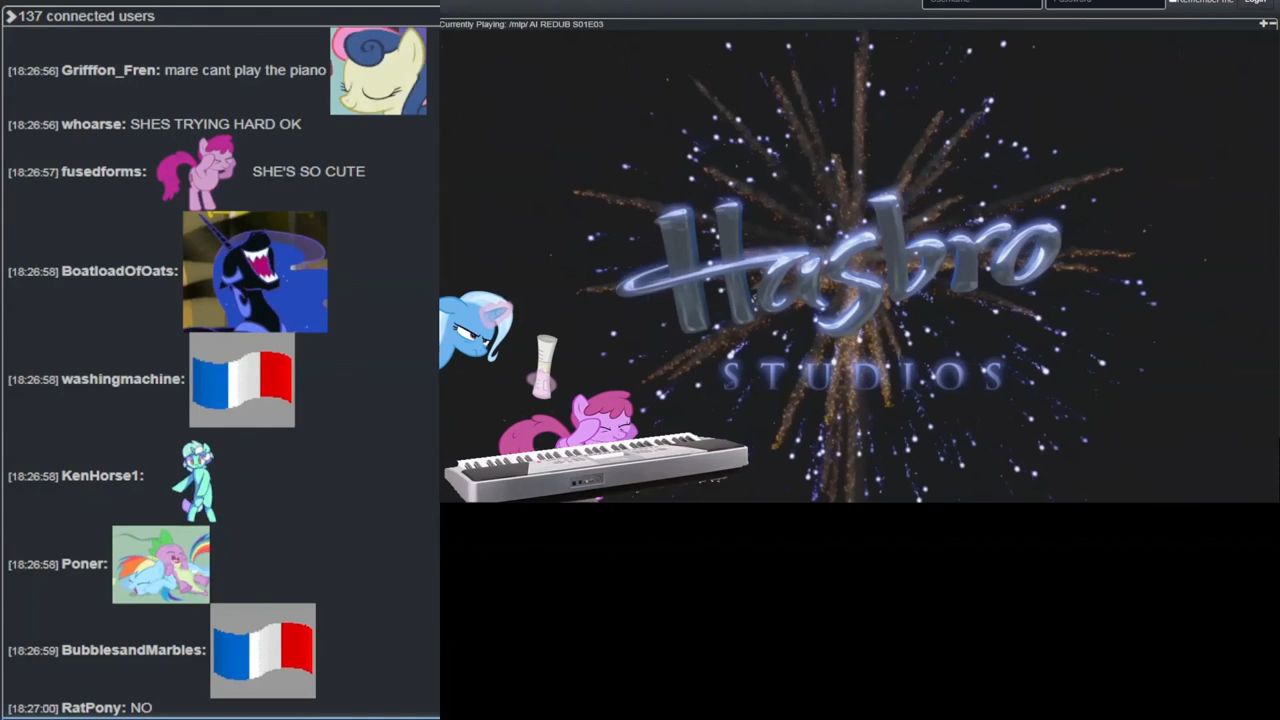 137 connected users
[18:26:56] Grifffon_Fren: mare cant play the piano
[18:26:56] whoarse: SHES TRYING HARD OK
[18:26:57] fusedforms: SHE'S SO CUTE
[18:26:58] BoatloadOfOats:
[18:26:58] washingmachine:
[18:26:58] KenHorse1:
[18:26:58] Poner:
[18:26:59] BubblesandMarbles:
[18:27:00] RatPony: NO
Currently Playing: /mlp/ AI REDUB S01E03
Hasbro
STUDIOS